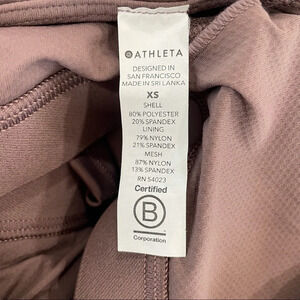 ATHLETA
DESIGNED IN
SAN FRANCISCO
MADE IN SRI LANKA
XS
SHELL
80% POLYESTER
20% SPANDEX
LINING
79% NYLON
21% SPANDEX
MESH
87% NYLON
13% SPANDEX
RN 54023
Certified
B
Corporation